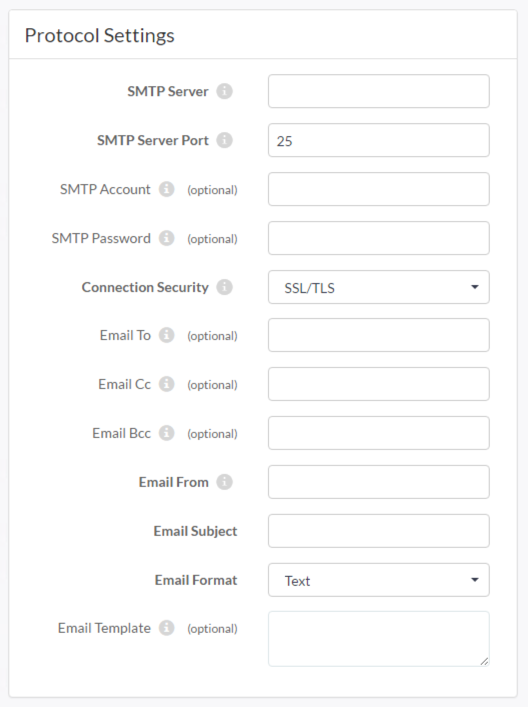 Protocol Settings
SMTP Server
SMTP Server Port 25
SMTP Account (optional)
SMTP Password (optional)
Connection Security SSL/TLS
Email To (optional)
Email Cc (optional)
Email Bcc (optional)
Email From
Email Subject
Email Format Text
Email Template (optional)